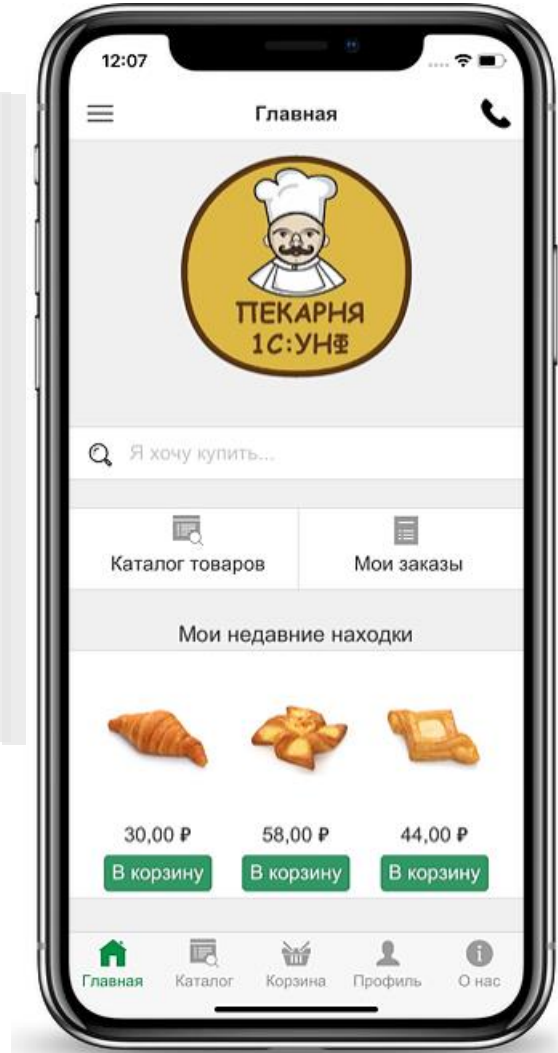 12:07
Главная
ПЕКАРНЯ
1С:УНФ
Я хочу купить...
Каталог товаров
Мои заказы
Мои недавние находки
30,00 ₽
58,00 ₽
44,00 ₽
В корзину
В корзину
В корзину
Главная
Каталог
Корзина
Профиль
О нас